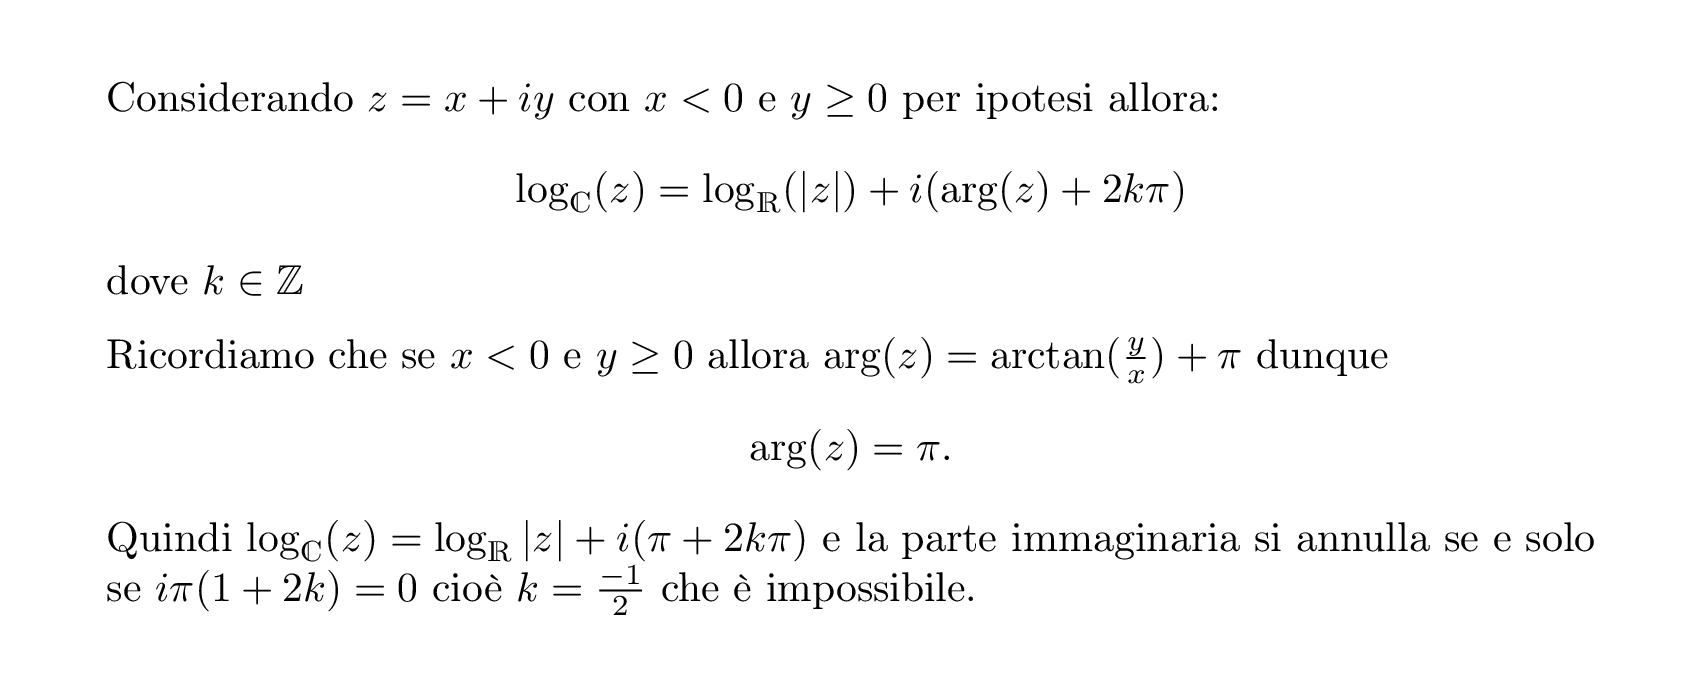 Considerando z = x + iy con x < 0 e y ≥ 0 per ipotesi allora:
log_ℂ(z) = log_ℝ(|z|) + i(arg(z) + 2kπ)
dove k ∈ ℤ
Ricordiamo che se x < 0 e y ≥ 0 allora arg(z) = arctan(y/x) + π dunque
arg(z) = π.
Quindi log_ℂ(z) = log_ℝ |z| + i(π + 2kπ) e la parte immaginaria si annulla se e solo
se iπ(1 + 2k) = 0 cioè k = -1/2 che è impossibile.